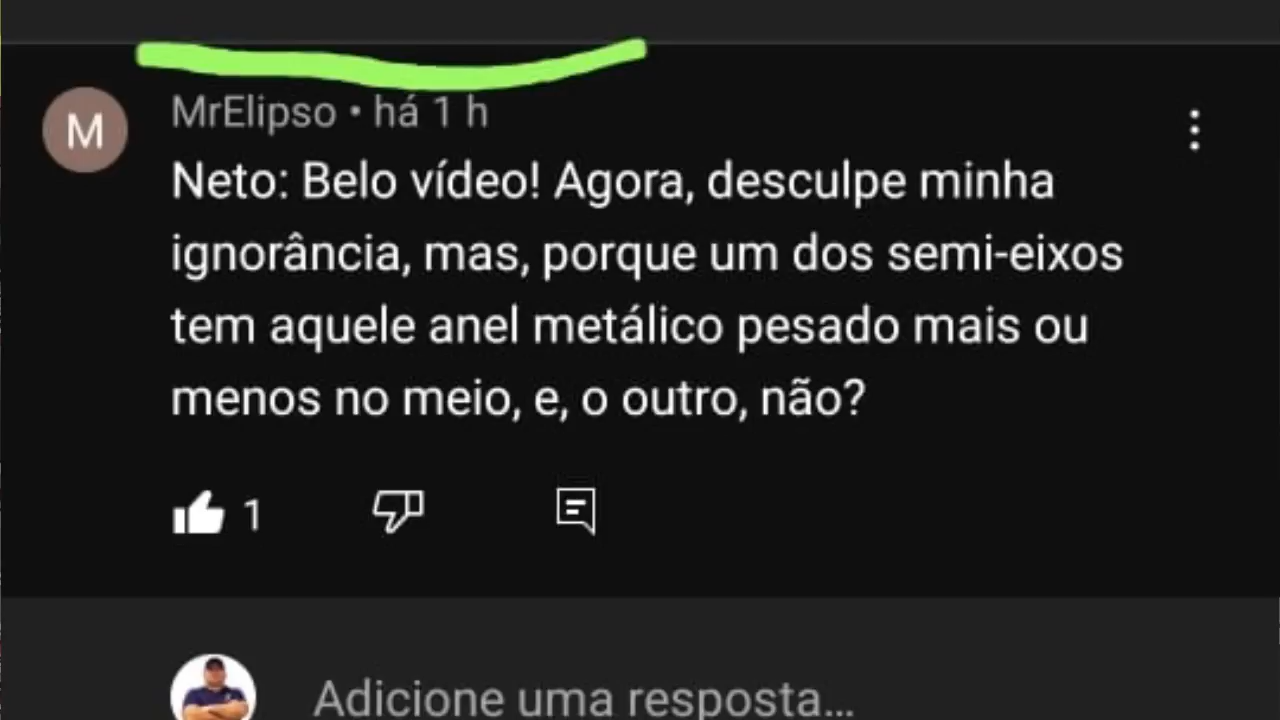 M
MrElipso • há 1 h
Neto: Belo vídeo! Agora, desculpe minha
ignorância, mas, porque um dos semi-eixos
tem aquele anel metálico pesado mais ou
menos no meio, e, o outro, não?
1
Adicione uma resposta...